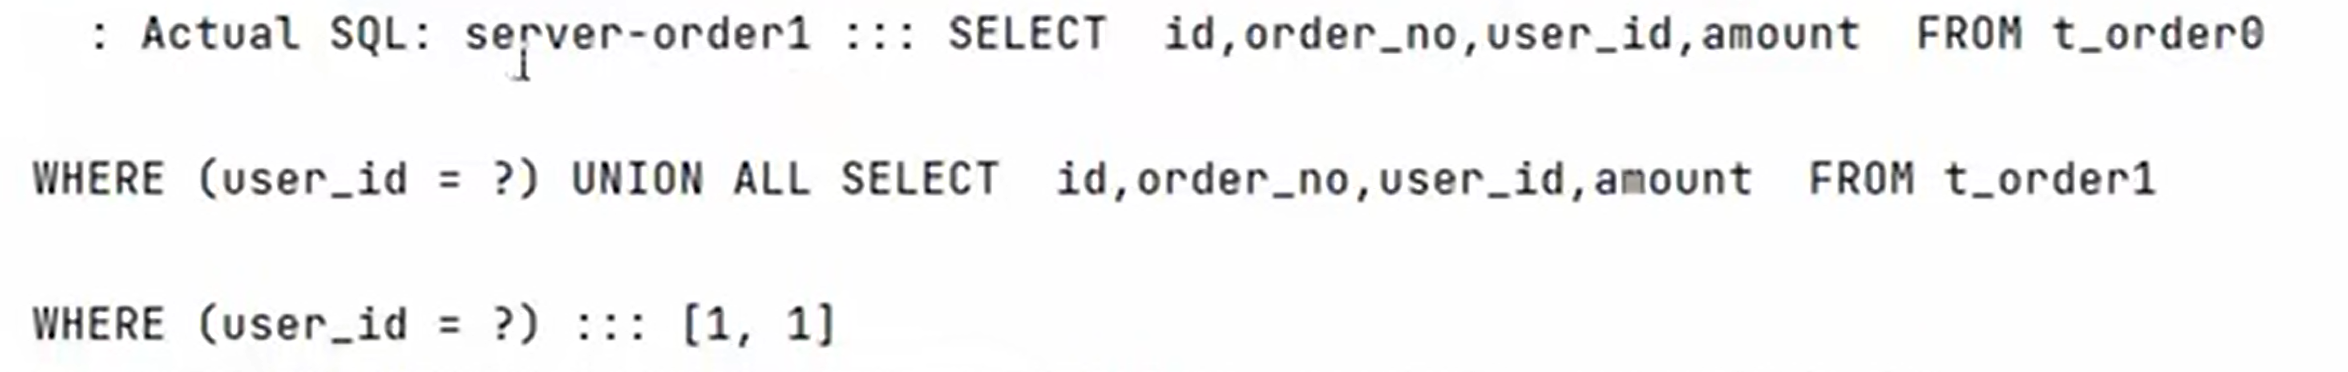 : Actual SQL: server-order1 ::: SELECT  id,order_no,user_id,amount  FROM t_order0
WHERE (user_id = ?) UNION ALL SELECT  id,order_no,user_id,amount  FROM t_order1
WHERE (user_id = ?) ::: [1, 1]